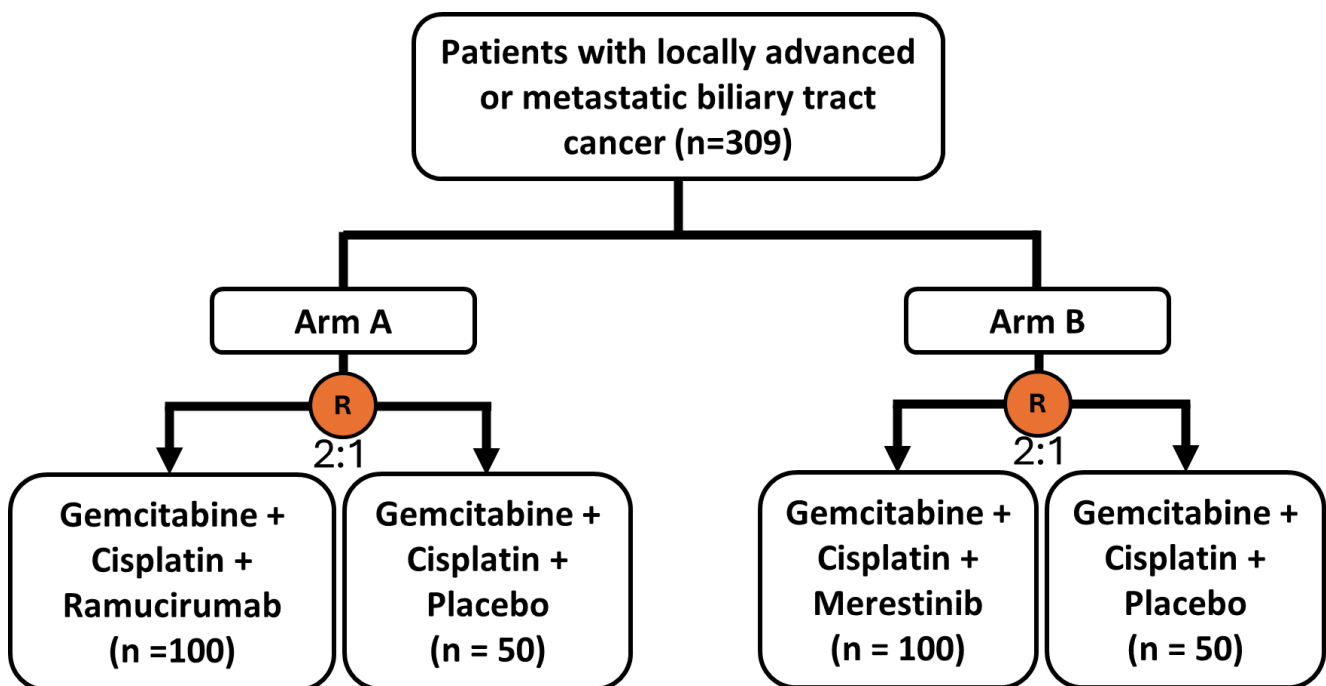 Patients with locally advanced
or metastatic biliary tract
cancer (n=309)
Arm A
Arm B
R
2:1
R
2:1
Gemcitabine +
Cisplatin +
Ramucirumab
(n =100)
Gemcitabine +
Cisplatin +
Placebo
(n = 50)
Gemcitabine +
Cisplatin +
Merestinib
(n = 100)
Gemcitabine +
Cisplatin +
Placebo
(n = 50)